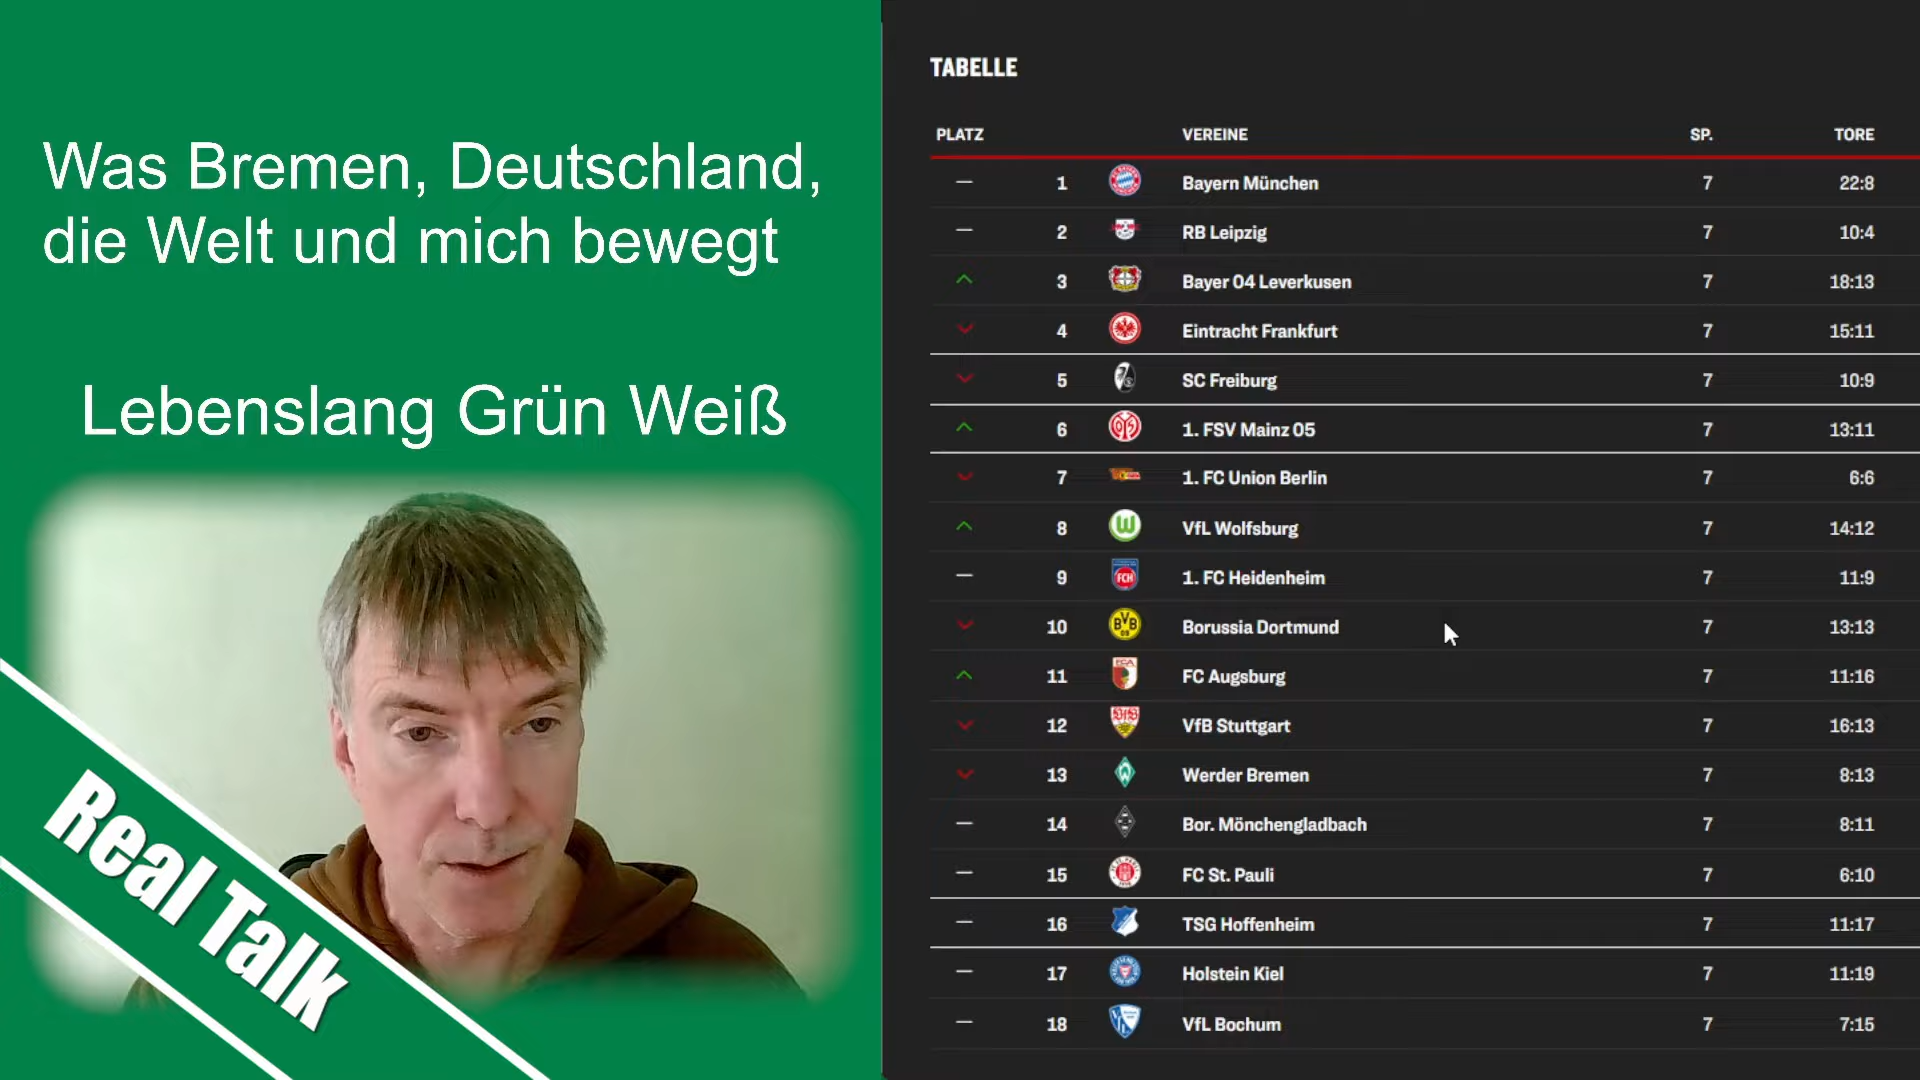 Was Bremen, Deutschland,
die Welt und mich bewegt
Lebenslang Grün Weiß
Real Talk
TABELLE
PLATZ VEREINE SP. TORE
1 Bayern München 7 22:8
2 RB Leipzig 7 10:4
3 Bayer 04 Leverkusen 7 18:13
4 Eintracht Frankfurt 7 15:11
5 SC Freiburg 7 10:9
6 1. FSV Mainz 05 7 13:11
7 1. FC Union Berlin 7 6:6
8 VfL Wolfsburg 7 14:12
9 1. FC Heidenheim 7 11:9
10 Borussia Dortmund 7 13:13
11 FC Augsburg 7 11:16
12 VfB Stuttgart 7 16:13
13 Werder Bremen 7 8:13
14 Bor. Mönchengladbach 7 8:11
15 FC St. Pauli 7 6:10
16 TSG Hoffenheim 7 11:17
17 Holstein Kiel 7 11:19
18 VfL Bochum 7 7:15